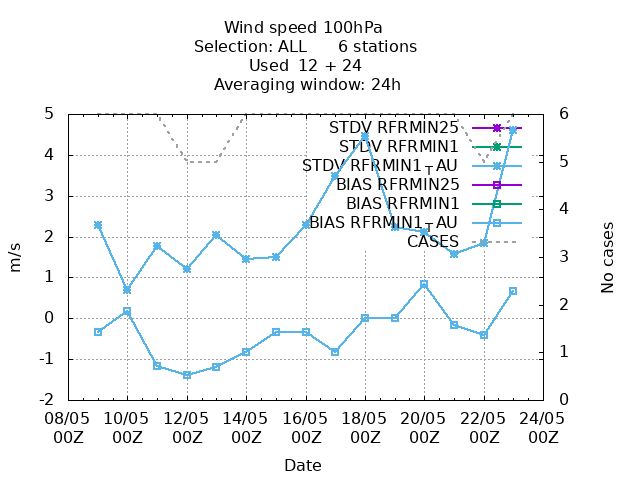 Wind speed 100hPa
Selection: ALL 6 stations
Used 12 + 24
Averaging window: 24h
5 6
STDV RFRMIN25
STDV RFRMIN1
4 5
STDV RFRMIN1TAU
BIAS RFRMIN25
3 4
BIAS RFRMIN1
BIAS RFRMIN1TAU
2
CASES
m/s
No cases
3
1
2
0
-1 1
-2 0
08/05 10/05 12/05 14/05 16/05 18/05 20/05 22/05 24/05
00Z 00Z 00Z 00Z 00Z 00Z 00Z 00Z 00Z
Date